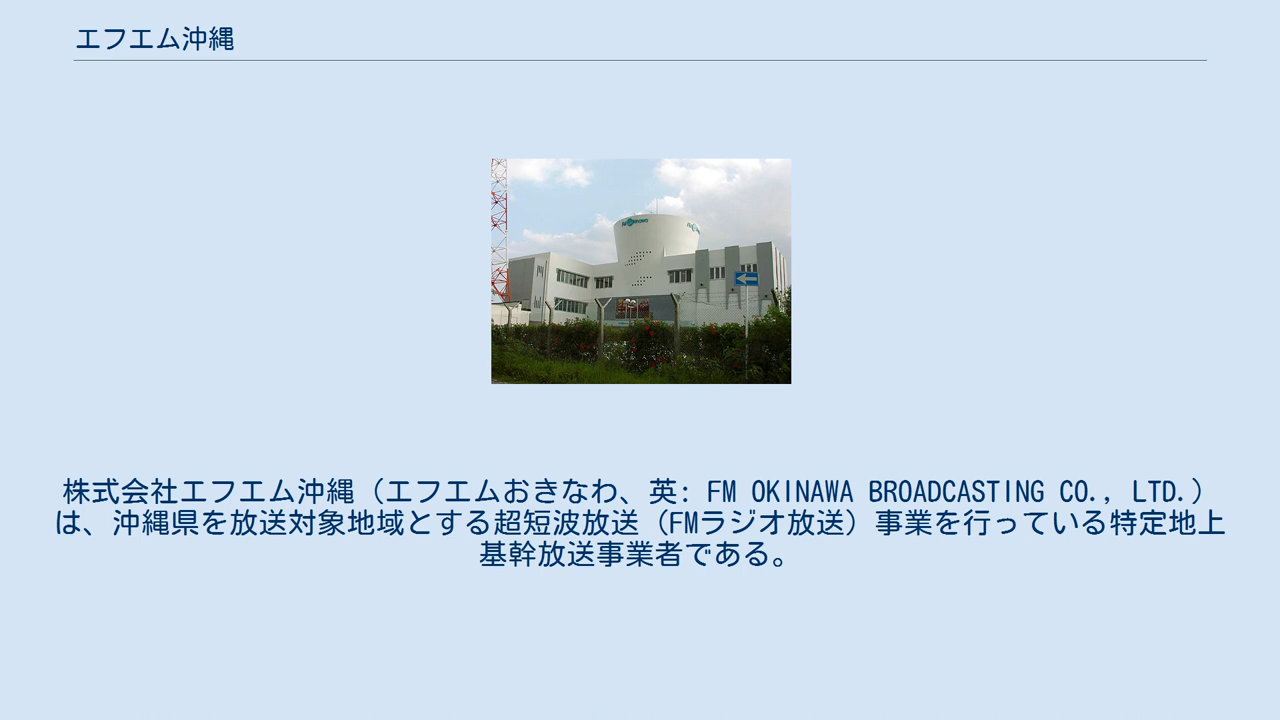 エフエム沖縄
株式会社エフエム沖縄（エフエムおきなわ、英: FM OKINAWA BROADCASTING CO., LTD.）
は、沖縄県を放送対象地域とする超短波放送（FMラジオ放送）事業を行っている特定地上
基幹放送事業者である。